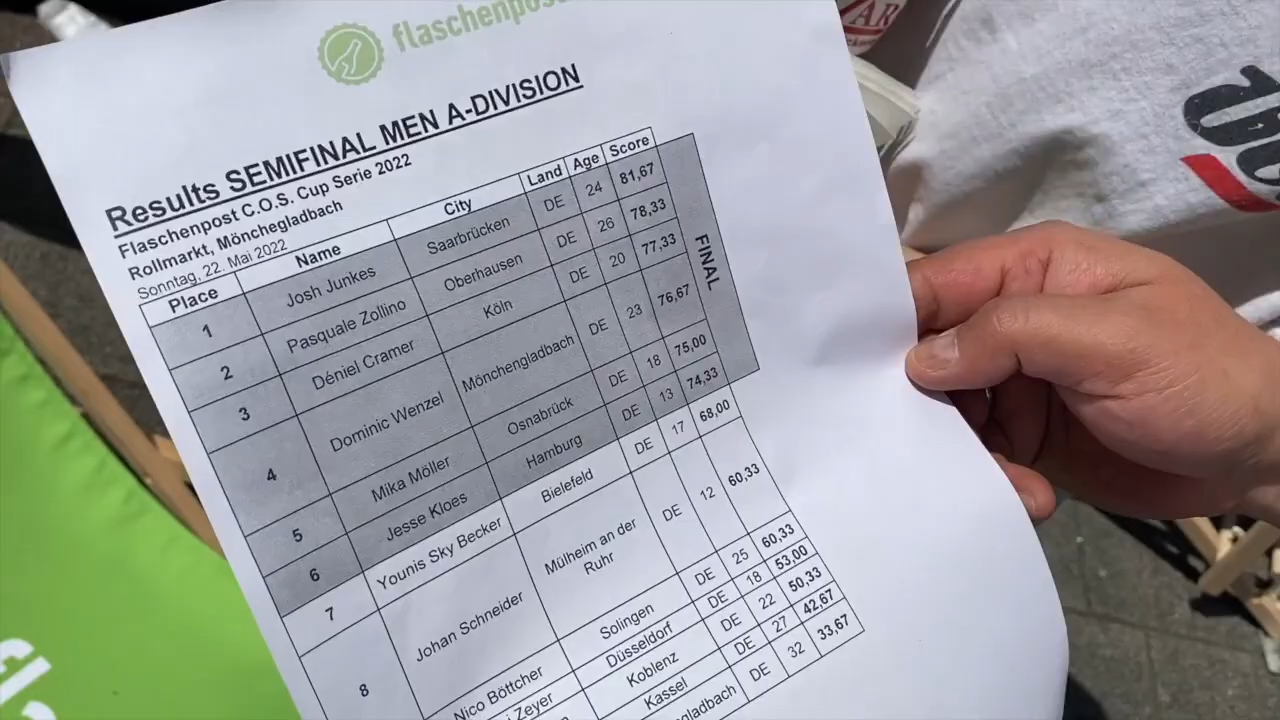 flaschenpost
Results SEMIFINAL MEN A-DIVISION
Flaschenpost C.O.S. Cup Serie 2022
Rollmarkt, Mönchegladbach
Sonntag, 22. Mai 2022
Place Name City Land Age Score
1 Josh Junkes Saarbrücken DE 24 81,67
2 Pasquale Zollino Oberhausen DE 26 78,33
3 Déniel Cramer Köln DE 20 77,33
4 Dominic Wenzel Mönchengladbach DE 23 76,67
5 Mika Möller Osnabrück DE 18 75,00
6 Jesse Kloes Hamburg DE 13 74,33
FINAL
7 Younis Sky Becker Bielefeld DE 17 68,00
8 Johan Schneider Mülheim an der Ruhr DE 12 60,33
Nico Böttcher Solingen DE 25 60,33
Zeyer Düsseldorf DE 18 53,00
Koblenz DE 22 50,33
Kassel DE 27 42,67
gladbach DE 32 33,67
AR
fl